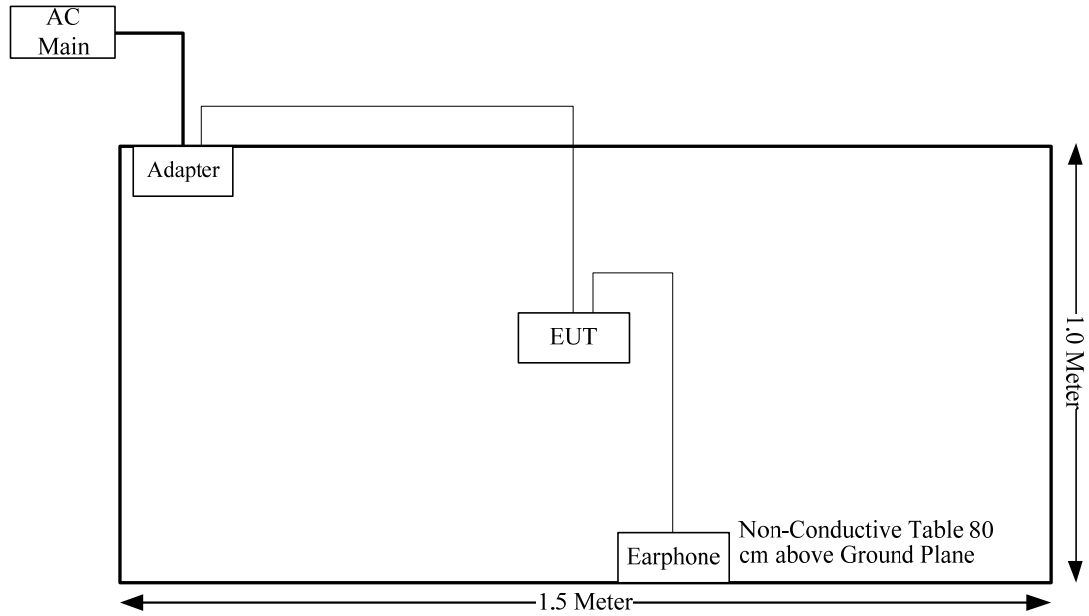 AC
Main
Adapter
EUT
1.0 Meter
Non-Conductive Table 80
cm above Ground Plane
Earphone
1.5 Meter